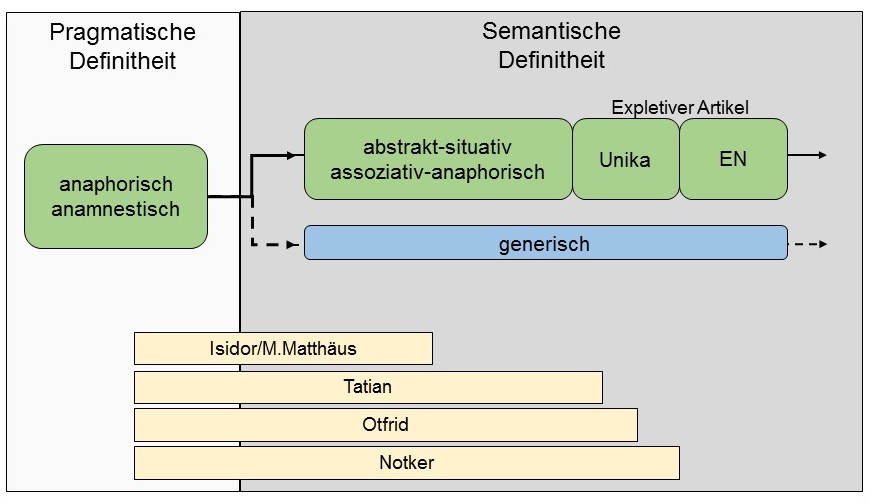 Pragmatische
Definitheit
Semantische
Definitheit
Expletiver Artikel
anaphorisch
anamnestisch
abstrakt-situativ
assoziativ-anaphorisch
Unika
EN
generisch
Isidor/M.Matthäus
Tatian
Otfrid
Notker